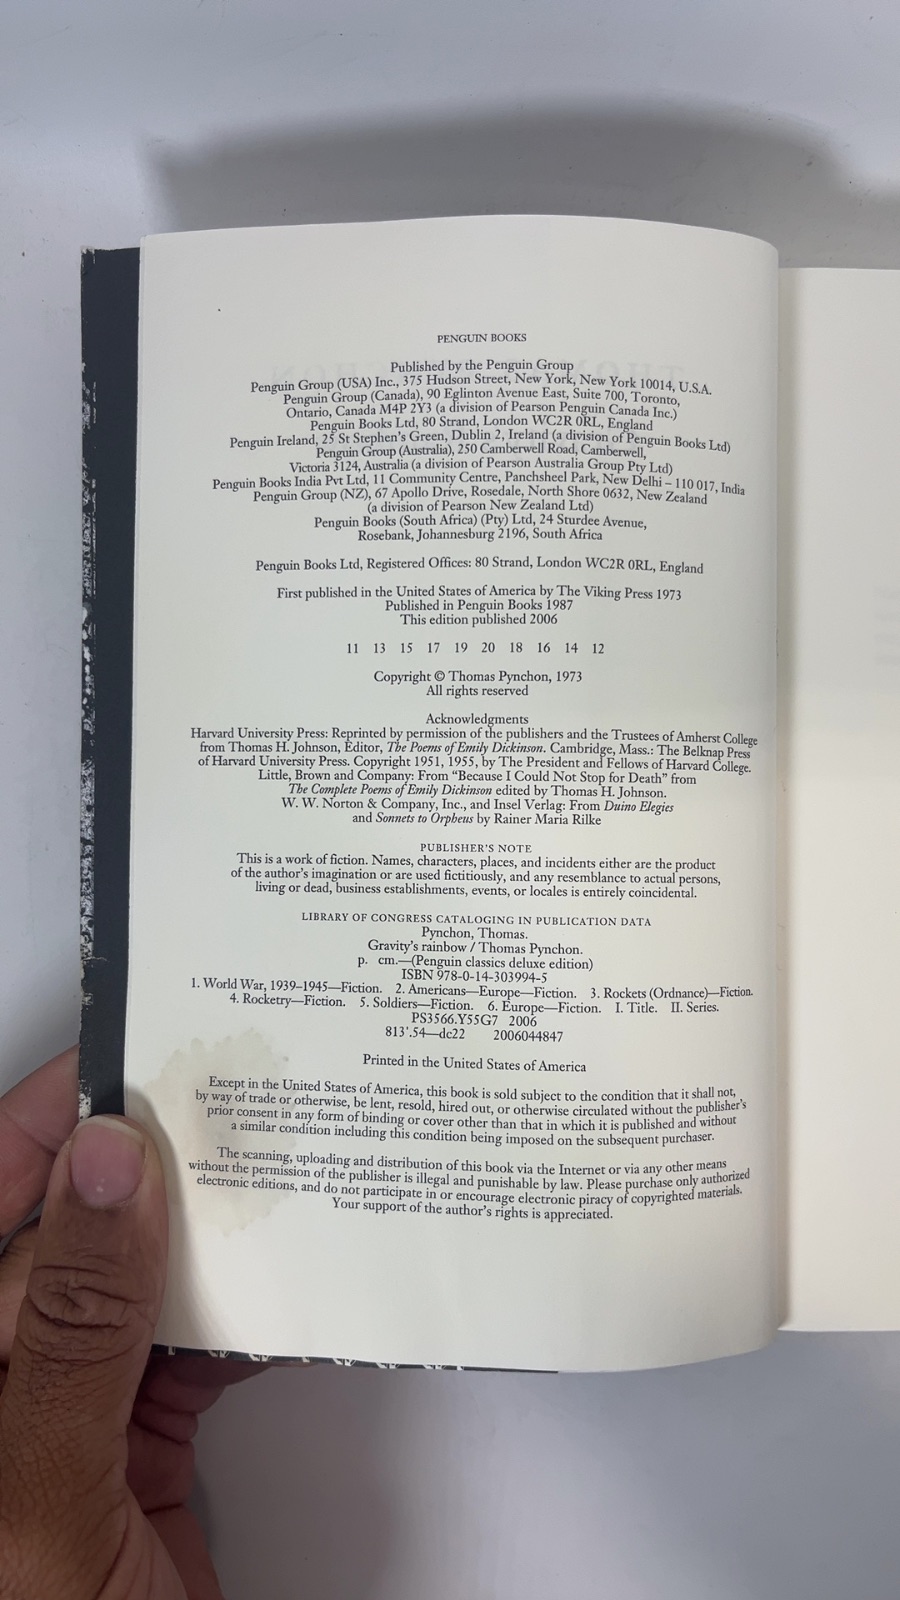 PENGUIN BOOKS
Published by the Penguin Group
Penguin Group (USA) Inc., 375 Hudson Street, New York, New York 10014, U.S.A.
Penguin Group (Canada), 90 Eglinton Avenue East, Suite 700, Toronto,
Ontario, Canada M4P 2Y3 (a division of Pearson Penguin Canada Inc.)
Penguin Books Ltd, 80 Strand, London WC2R 0RL, England
Penguin Ireland, 25 St Stephen's Green, Dublin 2, Ireland (a division of Penguin Books Ltd)
Penguin Group (Australia), 250 Camberwell Road, Camberwell,
Victoria 3124, Australia (a division of Pearson Australia Group Pty Ltd)
Penguin Books India Pvt Ltd, 11 Community Centre, Panchsheel Park, New Delhi – 110 017, India
Penguin Group (NZ), 67 Apollo Drive, Rosedale, North Shore 0632, New Zealand
(a division of Pearson New Zealand Ltd)
Penguin Books (South Africa) (Pty) Ltd, 24 Sturdee Avenue,
Rosebank, Johannesburg 2196, South Africa
Penguin Books Ltd, Registered Offices: 80 Strand, London WC2R 0RL, England
First published in the United States of America by The Viking Press 1973
Published in Penguin Books 1987
This edition published 2006
11 13 15 17 19 20 18 16 14 12
Copyright © Thomas Pynchon, 1973
All rights reserved
Acknowledgments
Harvard University Press: Reprinted by permission of the publishers and the Trustees of Amherst College
from Thomas H. Johnson, Editor, The Poems of Emily Dickinson. Cambridge, Mass.: The Belknap Press
of Harvard University Press. Copyright 1951, 1955, by The President and Fellows of Harvard College.
Little, Brown and Company: From “Because I Could Not Stop for Death” from
The Complete Poems of Emily Dickinson edited by Thomas H. Johnson.
W. W. Norton & Company, Inc., and Insel Verlag: From Duino Elegies
and Sonnets to Orpheus by Rainer Maria Rilke
PUBLISHER'S NOTE
This is a work of fiction. Names, characters, places, and incidents either are the product
of the author's imagination or are used fictitiously, and any resemblance to actual persons,
living or dead, business establishments, events, or locales is entirely coincidental.
LIBRARY OF CONGRESS CATALOGING IN PUBLICATION DATA
Pynchon, Thomas.
Gravity's rainbow / Thomas Pynchon.
p. cm.—(Penguin classics deluxe edition)
ISBN 978-0-14-303994-5
1. World War, 1939–1945—Fiction. 2. Americans—Europe—Fiction. 3. Rockets (Ordnance)—Fiction.
4. Rocketry—Fiction. 5. Soldiers—Fiction. 6. Europe—Fiction. I. Title. II. Series.
PS3566.Y55G7 2006
813'.54—dc22 2006044847
Printed in the United States of America
Except in the United States of America, this book is sold subject to the condition that it shall not,
by way of trade or otherwise, be lent, resold, hired out, or otherwise circulated without the publisher's
prior consent in any form of binding or cover other than that in which it is published and without
a similar condition including this condition being imposed on the subsequent purchaser.
The scanning, uploading and distribution of this book via the Internet or via any other means
without the permission of the publisher is illegal and punishable by law. Please purchase only authorized
electronic editions, and do not participate in or encourage electronic piracy of copyrighted materials.
Your support of the author's rights is appreciated.